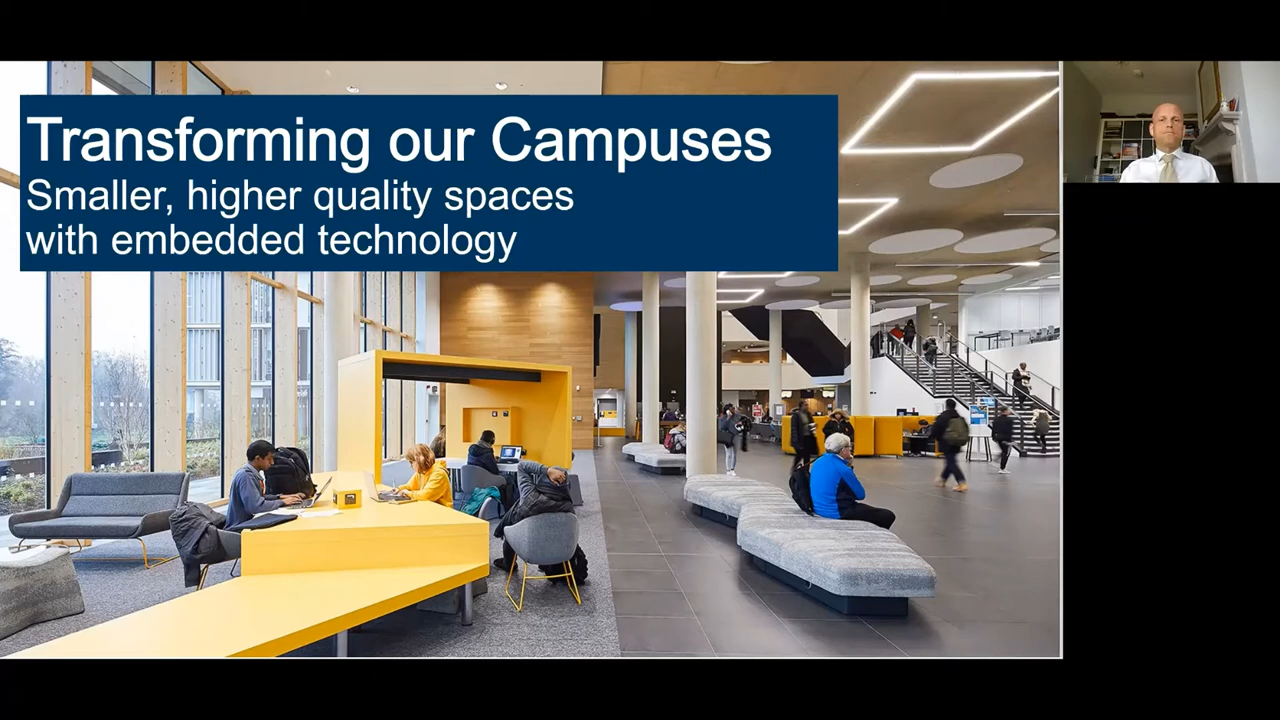 Transforming our Campuses
Smaller, higher quality spaces
with embedded technology